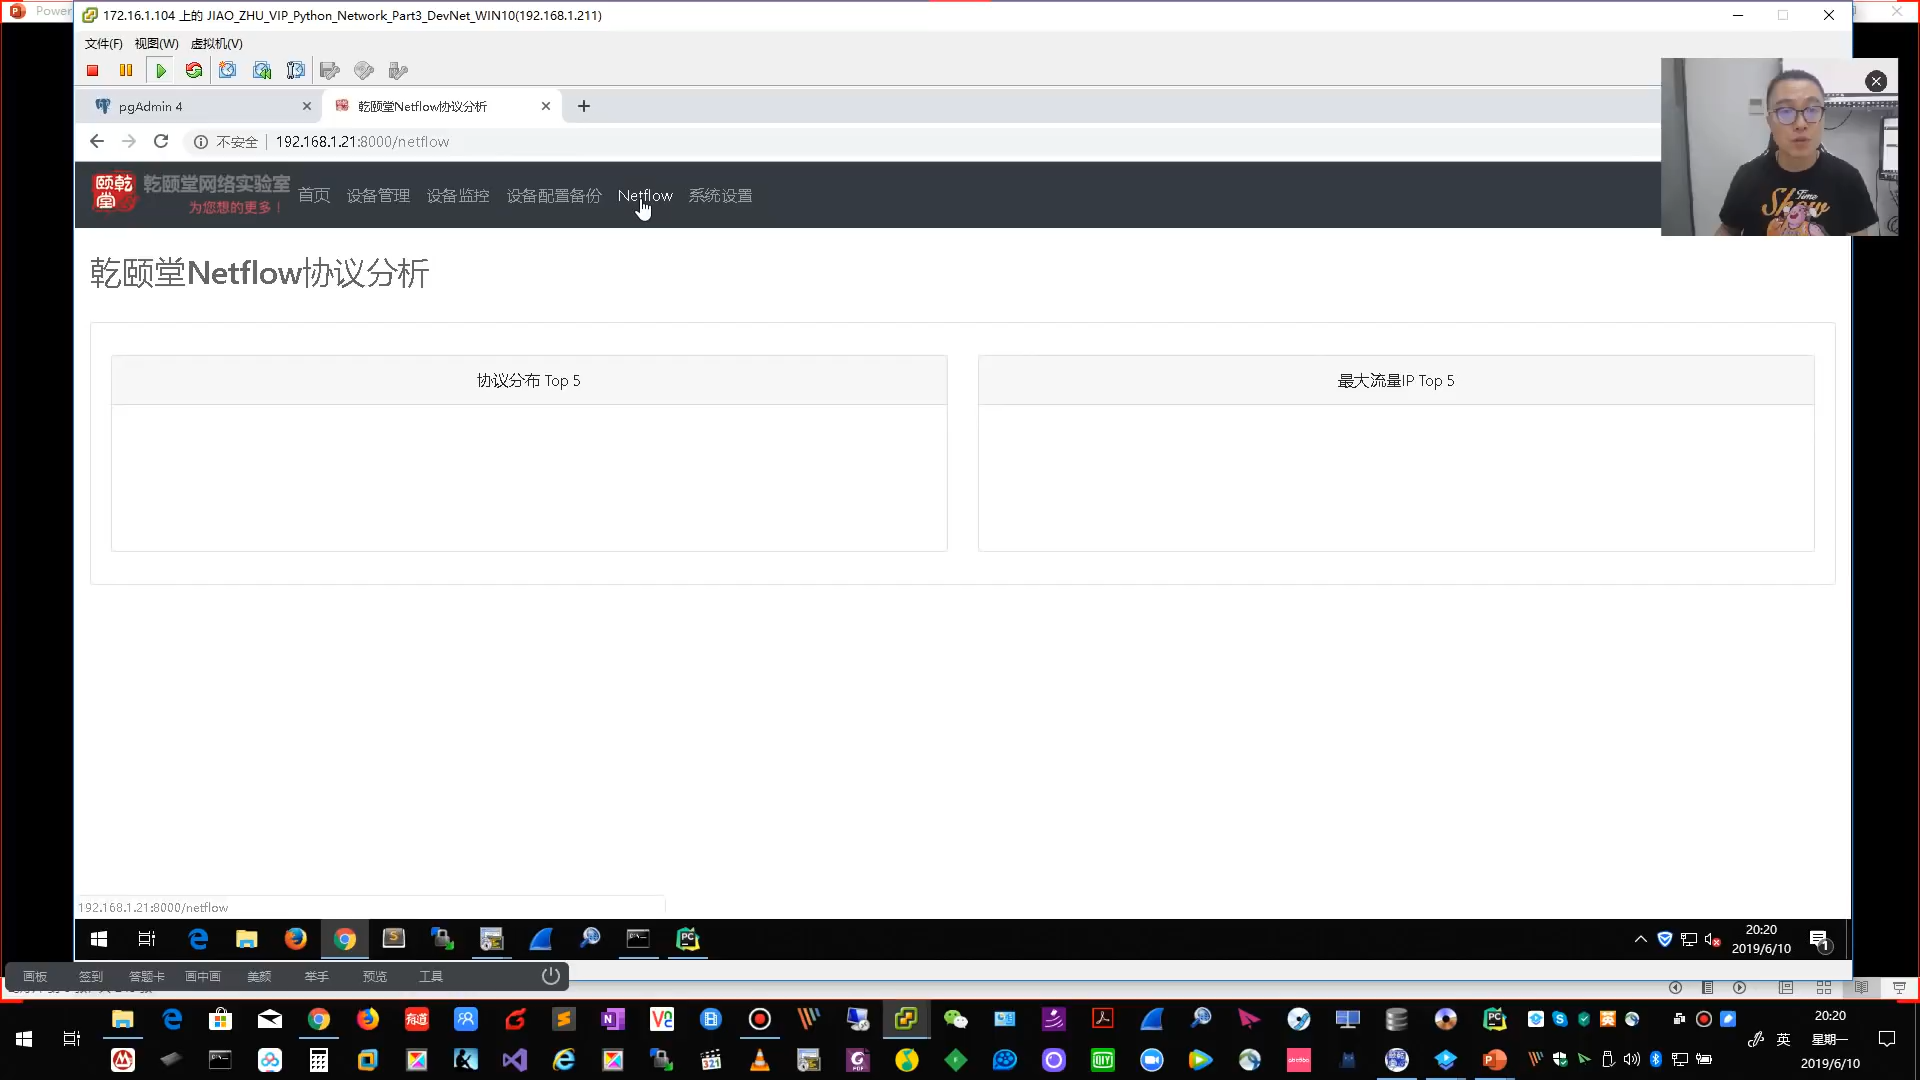 Power
172.16.1.104 上的 JIAO_ZHU_VIP_Python_Network_Part3_DevNet_WIN10(192.168.1.211)
文件(F) 视图(W) 虚拟机(V)
pgAdmin 4
乾颐堂Netflow协议分析
不安全
192.168.1.21:8000/netflow
颐乾堂
乾颐堂网络实验室
为您想的更多！
首页 设备管理 设备监控 设备配置备份 Netflow 系统设置
Time
Show
乾颐堂Netflow协议分析
协议分布 Top 5
最大流量IP Top 5
192.168.1.21:8000/netflow
20:20
2019/6/10
1
画板 签到 答题卡 画中画 美颜 举手 预览 工具
20:20
英 星期一
2019/6/10